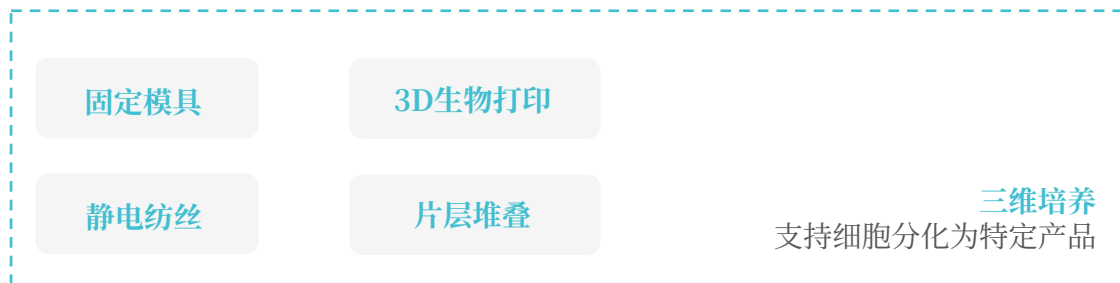 固定模具
3D生物打印
静电纺丝
片层堆叠
三维培养
支持细胞分化为特定产品